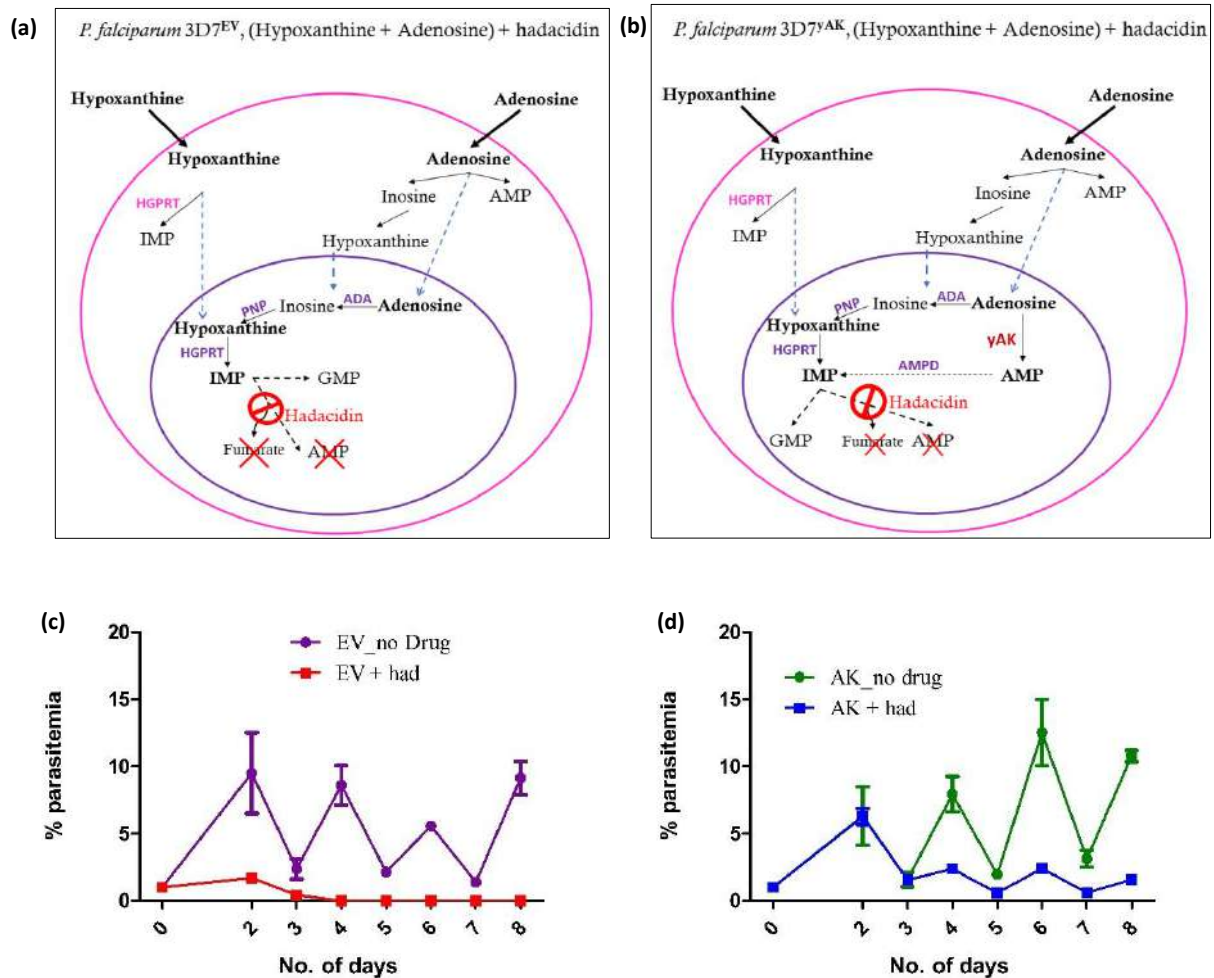 (a)
P. falciparum 3D7EV, (Hypoxanthine + Adenosine) + hadacidin
Hypoxanthine
Adenosine
Hypoxanthine
Adenosine
Inosine
AMP
HGPRT
IMP
Hypoxanthine
PNP
Inosine
ADA
Adenosine
Hypoxanthine
HGPRT
IMP
GMP
Hadacidin
Fumarate
AMP
(b)
P. falciparum 3D7yAK, (Hypoxanthine + Adenosine) + hadacidin
Hypoxanthine
Adenosine
Hypoxanthine
Adenosine
Inosine
AMP
HGPRT
IMP
Hypoxanthine
PNP
Inosine
ADA
Adenosine
Hypoxanthine
HGPRT
yAK
IMP
AMPD
AMP
Hadacidin
GMP
Fumarate
AMP
(c)
20
15
10
5
0
% parasitemia
EV_no Drug
EV + had
0
2
3
4
5
6
7
8
No. of days
(d)
20
15
10
5
0
% parasitemia
AK_no drug
AK + had
0
2
3
4
5
6
7
8
No. of days